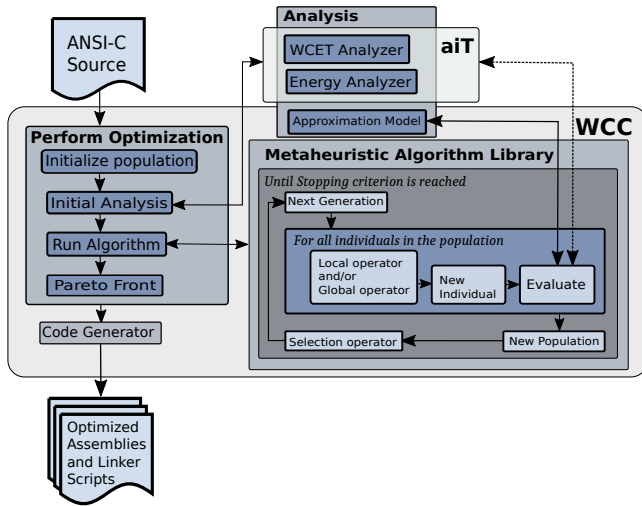 ANSI-C
Source
Analysis
aiT
WCET Analyzer
Energy Analyzer
Approximation Model
WCC
Perform Optimization
Initialize population
Initial Analysis
Run Algorithm
Pareto Front
Code Generator
Metaheuristic Algorithm Library
Until Stopping criterion is reached
Next Generation
For all individuals in the population
Local operator
and/or
Global operator
New
Individual
Evaluate
Selection operator
New Population
Optimized
Assemblies
and Linker
Scripts